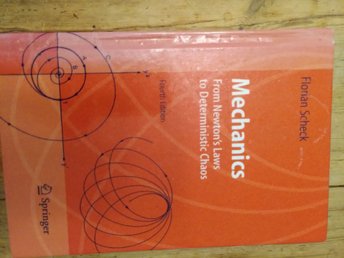 Florian Scheck
Mechanics
From Newton's Laws
to Deterministic Chaos
Fourth Edition
Springer